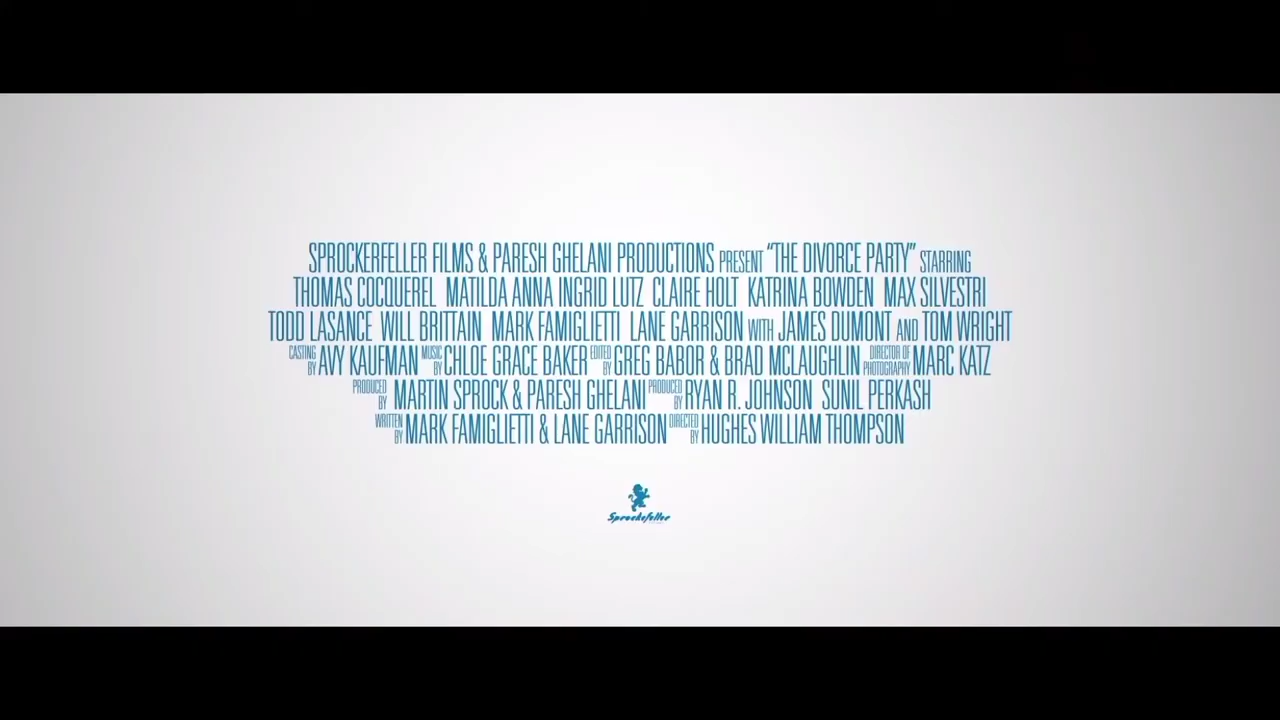 SPROCKERFELLER FILMS & PARESH GHELANI PRODUCTIONS PRESENT “THE DIVORCE PARTY” STARRING
THOMAS COCQUEREL MATILDA ANNA INGRID LUTZ CLAIRE HOLT KATRINA BOWDEN MAX SILVESTRI
TODD LASANCE WILL BRITTAIN MARK FAMIGLIETTI LANE GARRISON WITH JAMES DUMONT AND TOM WRIGHT
CASTING BY AVY KAUFMAN MUSIC BY CHLOE GRACE BAKER EDITED BY GREG BABOR & BRAD MCLAUGHLIN DIRECTOR OF PHOTOGRAPHY MARC KATZ
PRODUCED BY MARTIN SPROCK & PARESH GHELANI PRODUCED BY RYAN R. JOHNSON SUNIL PERKASH
WRITTEN BY MARK FAMIGLIETTI & LANE GARRISON DIRECTED BY HUGHES WILLIAM THOMPSON
Sprockefeller